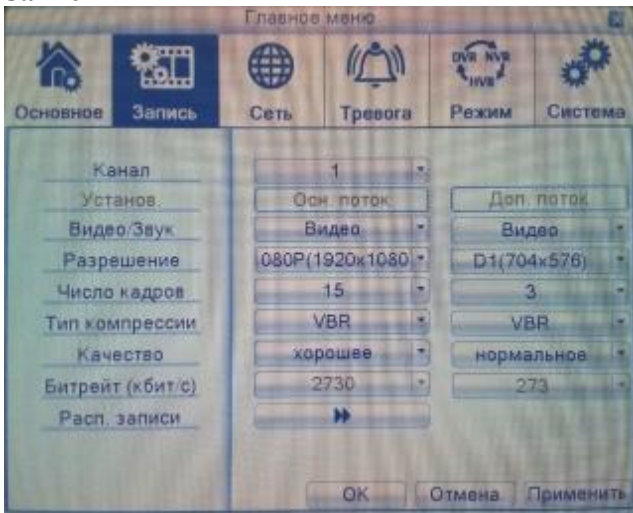 Главное меню
Основное Запись Сеть Тревога DVR NVR HVR Режим Система
Канал 1
Установ. Осн. поток Доп. поток
Видео/Звук Видео Видео
Разрешение 080P(1920x1080 D1(704x576)
Число кадров 15 3
Тип компрессии VBR VBR
Качество хорошее нормальное
Битрейт (кбит/с) 2730 273
Расп. записи
OK Отмена Применить